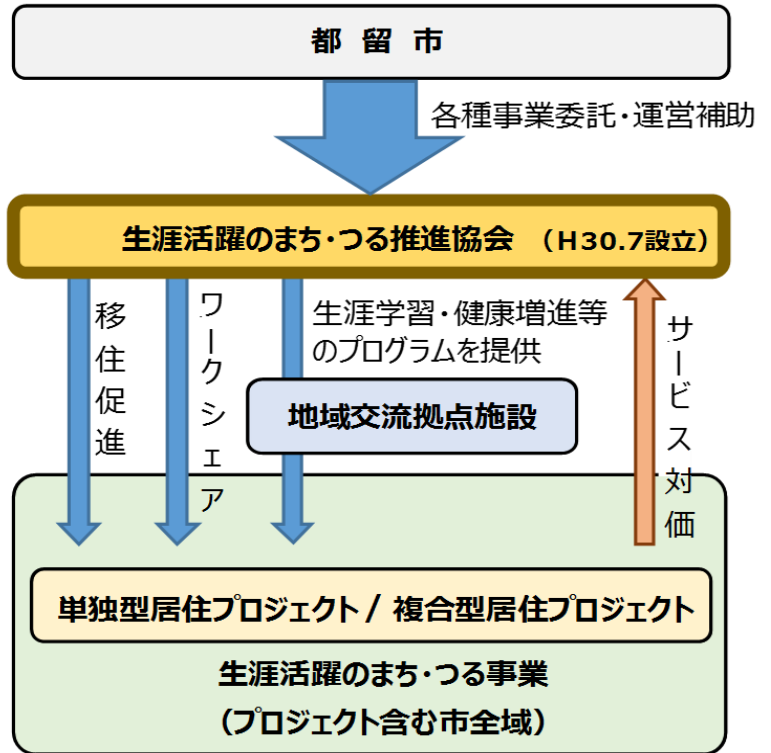 都 留 市
各種事業委託・運営補助
生涯活躍のまち・つる推進協会 （H30.7設立）
移住促進
ワークシェア
生涯学習・健康増進等
のプログラムを提供
サービス対価
地域交流拠点施設
単独型居住プロジェクト / 複合型居住プロジェクト
生涯活躍のまち・つる事業
（プロジェクト含む市全域）